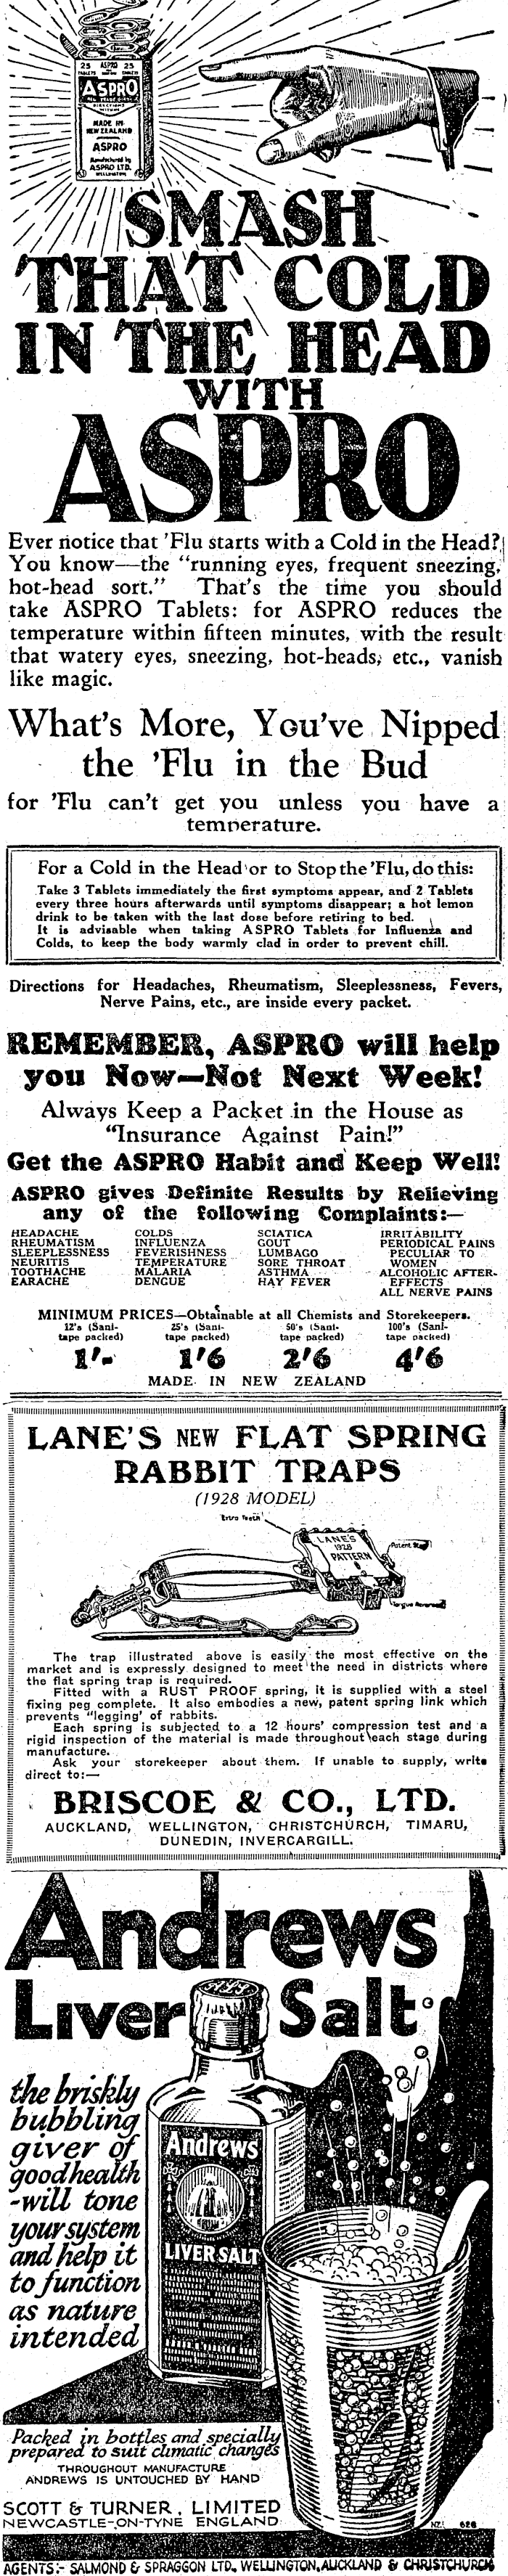 25 ASPRO 25
TABLETS TABLETS
ASPRO
MADE IN
NEW ZEALAND
ASPRO
Manufactured by
ASPRO LTD.
WELLINGTON
SMASH
THAT COLD
IN THE HEAD
WITH
ASPRO
Ever notice that 'Flu starts with a Cold in the Head?
You know—the "running eyes, frequent sneezing,
hot-head sort." That's the time you should
take ASPRO Tablets: for ASPRO reduces the
temperature within fifteen minutes, with the result
that watery eyes, sneezing, hot-heads, etc., vanish
like magic.
What's More, You've Nipped
the 'Flu in the Bud
for 'Flu can't get you unless you have a
temperature.
For a Cold in the Head or to Stop the 'Flu, do this:
Take 3 Tablets immediately the first symptoms appear, and 2 Tablets
every three hours afterwards until symptoms disappear; a hot lemon
drink to be taken with the last dose before retiring to bed.
It is advisable when taking ASPRO Tablets for Influenza and
Colds, to keep the body warmly clad in order to prevent chill.
Directions for Headaches, Rheumatism, Sleeplessness, Fevers,
Nerve Pains, etc., are inside every packet.
REMEMBER, ASPRO will help
you Now—Not Next Week!
Always Keep a Packet in the House as
"Insurance Against Pain!"
Get the ASPRO Habit and Keep Well!
ASPRO gives Definite Results by Relieving
any of the following Complaints:—
HEADACHE COLDS SCIATICA IRRITABILITY
RHEUMATISM INFLUENZA GOUT PERIODICAL PAINS
SLEEPLESSNESS FEVERISHNESS LUMBAGO PECULIAR TO
NEURITIS TEMPERATURE SORE THROAT WOMEN
TOOTHACHE MALARIA ASTHMA ALCOHOLIC AFTER-
EARACHE DENGUE HAY FEVER EFFECTS
ALL NERVE PAINS
MINIMUM PRICES—Obtainable at all Chemists and Storekeepers.
12's (Sani- 25's (Sani- 50's (Sani- 100's (Sani-
tape packed) tape packed) tape packed) tape packed)
1'- 1'6 2'6 4'6
MADE IN NEW ZEALAND
LANE'S NEW FLAT SPRING
RABBIT TRAPS
(1928 MODEL)
Extra Teeth
LANE'S
1928
PATTERN
The trap illustrated above is easily the most effective on the
market and is expressly designed to meet the need in districts where
the flat spring trap is required.
Fitted with a RUST PROOF spring, it is supplied with a steel
fixing peg complete. It also embodies a new, patent spring link which
prevents "legging" of rabbits.
Each spring is subjected to a 12 hours' compression test and a
rigid inspection of the material is made throughout each stage during
manufacture.
Ask your storekeeper about them. If unable to supply, write
direct to:—
BRISCOE & CO., LTD.
AUCKLAND, WELLINGTON, CHRISTCHURCH, TIMARU,
DUNEDIN, INVERCARGILL.
Andrews
Liver Salt
the briskly
bubbling
giver of
good health
-will tone
your system
and help it
to function
as nature
intended
Andrews
LIVER SALT
Packed in bottles and specially
prepared to suit climatic changes
THROUGHOUT MANUFACTURE
ANDREWS IS UNTOUCHED BY HAND
SCOTT & TURNER, LIMITED
NEWCASTLE-ON-TYNE ENGLAND
NZ. 626
AGENTS:- SALMOND & SPRAGGON LTD., WELLINGTON, AUCKLAND & CHRISTCHURCH